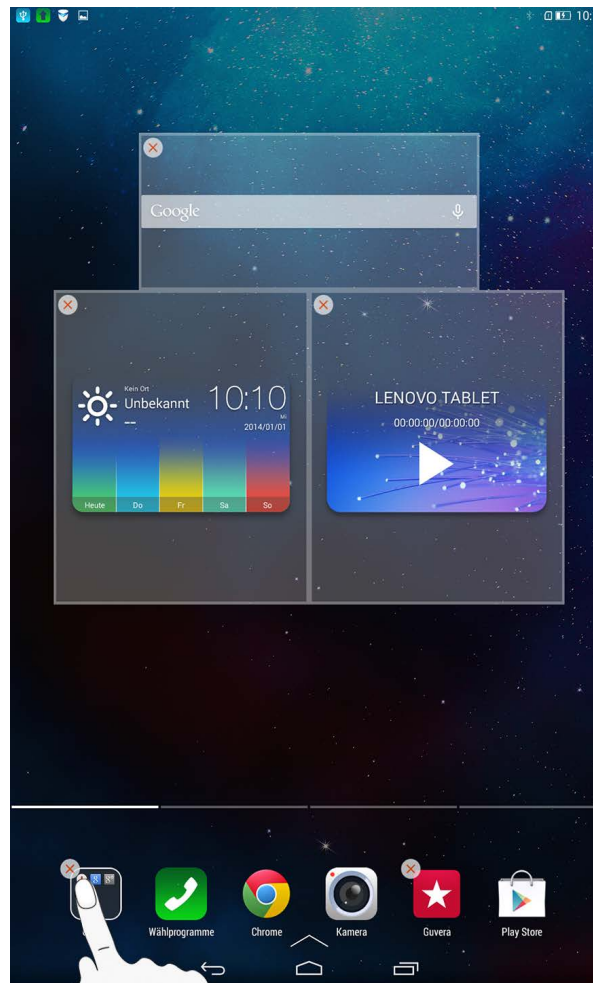 10:
Google
Kein Ort
Unbekannt
--
10:10
Mi
2014/01/01
Heute Do Fr Sa So
LENOVO TABLET
00:00:00/00:00:00
Wählprogramme Chrome Kamera Guvera Play Store